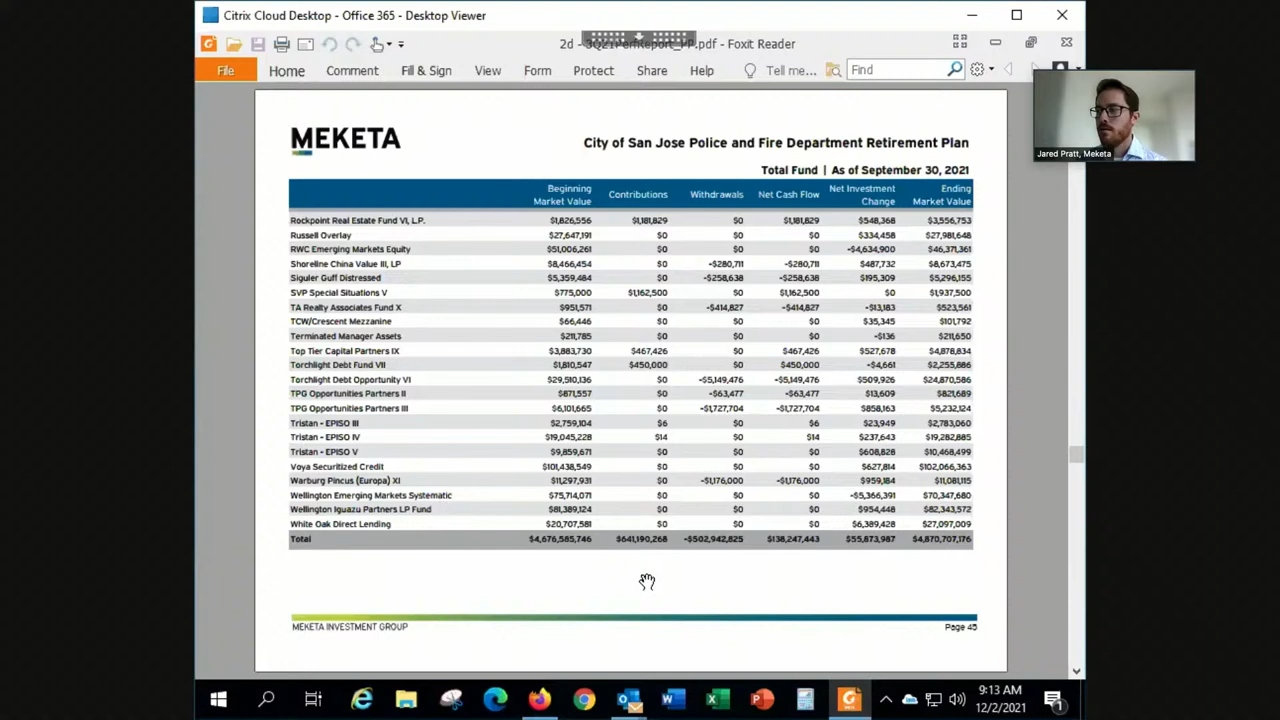 Citrix Cloud Desktop - Office 365 - Desktop Viewer
2d - 3Q21PerfReport_PP.pdf - Foxit Reader
File Home Comment Fill & Sign View Form Protect Share Help Tell me... Find
Jared Pratt, Meketa
MEKETA
City of San Jose Police and Fire Department Retirement Plan
Total Fund | As of September 30, 2021
Beginning Market Value Contributions Withdrawals Net Cash Flow Net Investment Change Ending Market Value
Rockpoint Real Estate Fund VI, L.P. $1,826,556 $1,181,829 $0 $1,181,829 $548,368 $3,556,753
Russell Overlay $27,647,191 $0 $0 $0 $334,458 $27,981,648
RWC Emerging Markets Equity $51,006,261 $0 $0 $0 -$4,634,900 $46,371,361
Shoreline China Value III, LP $8,466,454 $0 -$280,711 -$280,711 $487,732 $8,673,475
Siguler Guff Distressed $5,359,484 $0 -$258,638 -$258,638 $195,309 $5,296,155
SVP Special Situations V $775,000 $1,162,500 $0 $1,162,500 $0 $1,937,500
TA Realty Associates Fund X $951,571 $0 -$414,827 -$414,827 -$13,183 $523,561
TCW/Crescent Mezzanine $66,446 $0 $0 $0 $35,345 $101,792
Terminated Manager Assets $211,785 $0 $0 $0 -$136 $211,650
Top Tier Capital Partners IX $3,883,730 $467,426 $0 $467,426 $527,678 $4,878,834
Torchlight Debt Fund VII $1,810,547 $450,000 $0 $450,000 -$4,661 $2,255,886
Torchlight Debt Opportunity VI $29,510,136 $0 -$5,149,476 -$5,149,476 $509,926 $24,870,586
TPG Opportunities Partners II $871,557 $0 -$63,477 -$63,477 $13,609 $821,689
TPG Opportunities Partners III $6,101,665 $0 -$1,727,704 -$1,727,704 $858,163 $5,232,124
Tristan - EPISO III $2,759,104 $6 $0 $6 $23,949 $2,783,060
Tristan - EPISO IV $19,045,228 $14 $0 $14 $237,643 $19,282,885
Tristan - EPISO V $9,859,671 $0 $0 $0 $608,828 $10,468,499
Voya Securitized Credit $101,438,549 $0 $0 $0 $627,814 $102,066,363
Warburg Pincus (Europa) XI $11,297,931 $0 -$1,176,000 -$1,176,000 $959,184 $11,081,115
Wellington Emerging Markets Systematic $75,714,071 $0 $0 $0 -$5,366,391 $70,347,680
Wellington Iguazu Partners LP Fund $81,389,124 $0 $0 $0 $954,448 $82,343,572
White Oak Direct Lending $20,707,581 $0 $0 $0 $6,389,428 $27,097,009
Total $4,676,585,746 $641,190,268 -$502,942,825 $138,247,443 $55,873,987 $4,870,707,176
MEKETA INVESTMENT GROUP Page 45
9:13 AM
12/2/2021